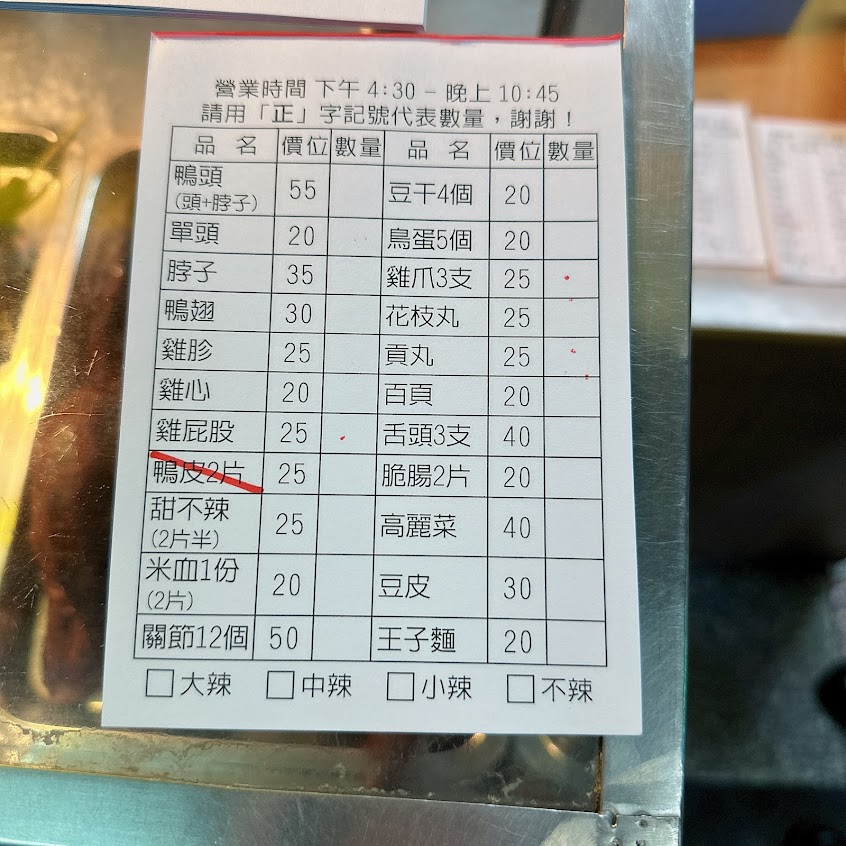 營業時間 下午 4:30 - 晚上 10:45
請用「正」字記號代表數量，謝謝！
品 名 價位 數量 品 名 價位 數量
鴨頭 (頭+脖子) 55 豆干4個 20
單頭 20 鳥蛋5個 20
脖子 35 雞爪3支 25
鴨翅 30 花枝丸 25
雞胗 25 貢丸 25
雞心 20 百頁 20
雞屁股 25 舌頭3支 40
鴨皮2片 25 脆腸2片 20
甜不辣 (2片半) 25 高麗菜 40
米血1份 (2片) 20 豆皮 30
關節12個 50 王子麵 20
□大辣 □中辣 □小辣 □不辣